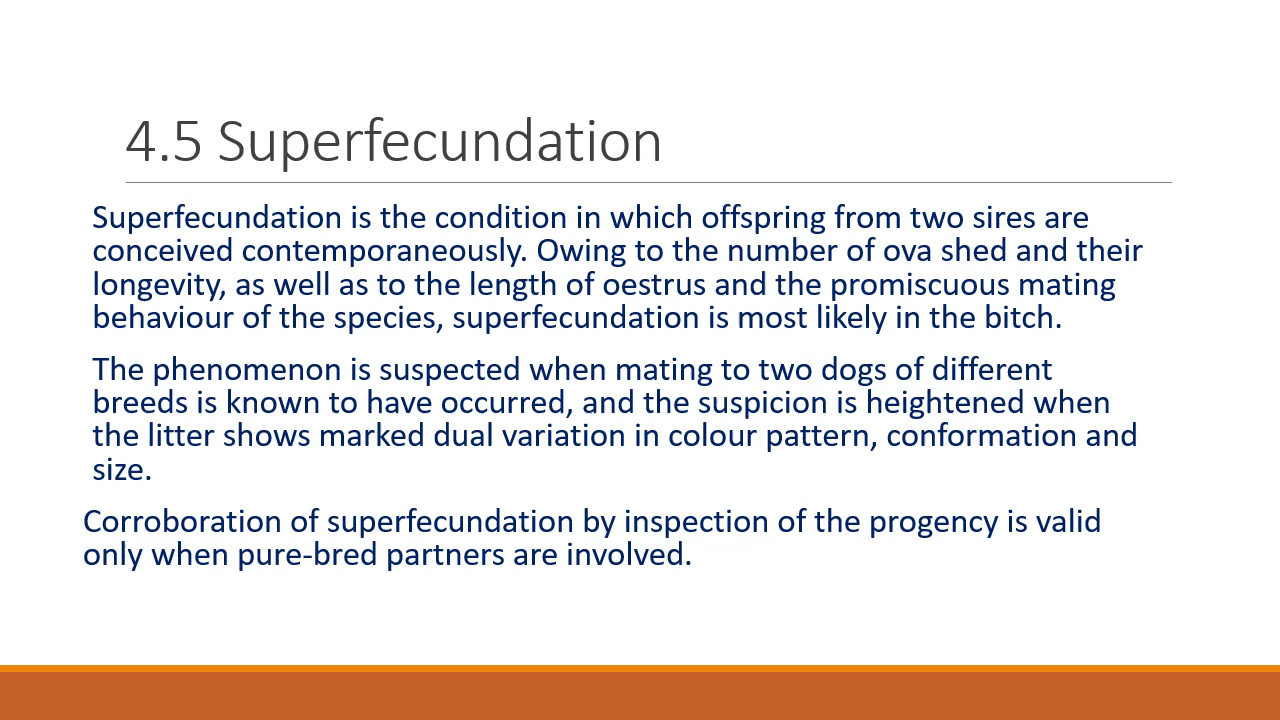 4.5 Superfecundation
Superfecundation is the condition in which offspring from two sires are
conceived contemporaneously. Owing to the number of ova shed and their
longevity, as well as to the length of oestrus and the promiscuous mating
behaviour of the species, superfecundation is most likely in the bitch.
The phenomenon is suspected when mating to two dogs of different
breeds is known to have occurred, and the suspicion is heightened when
the litter shows marked dual variation in colour pattern, conformation and
size.
Corroboration of superfecundation by inspection of the progency is valid
only when pure-bred partners are involved.